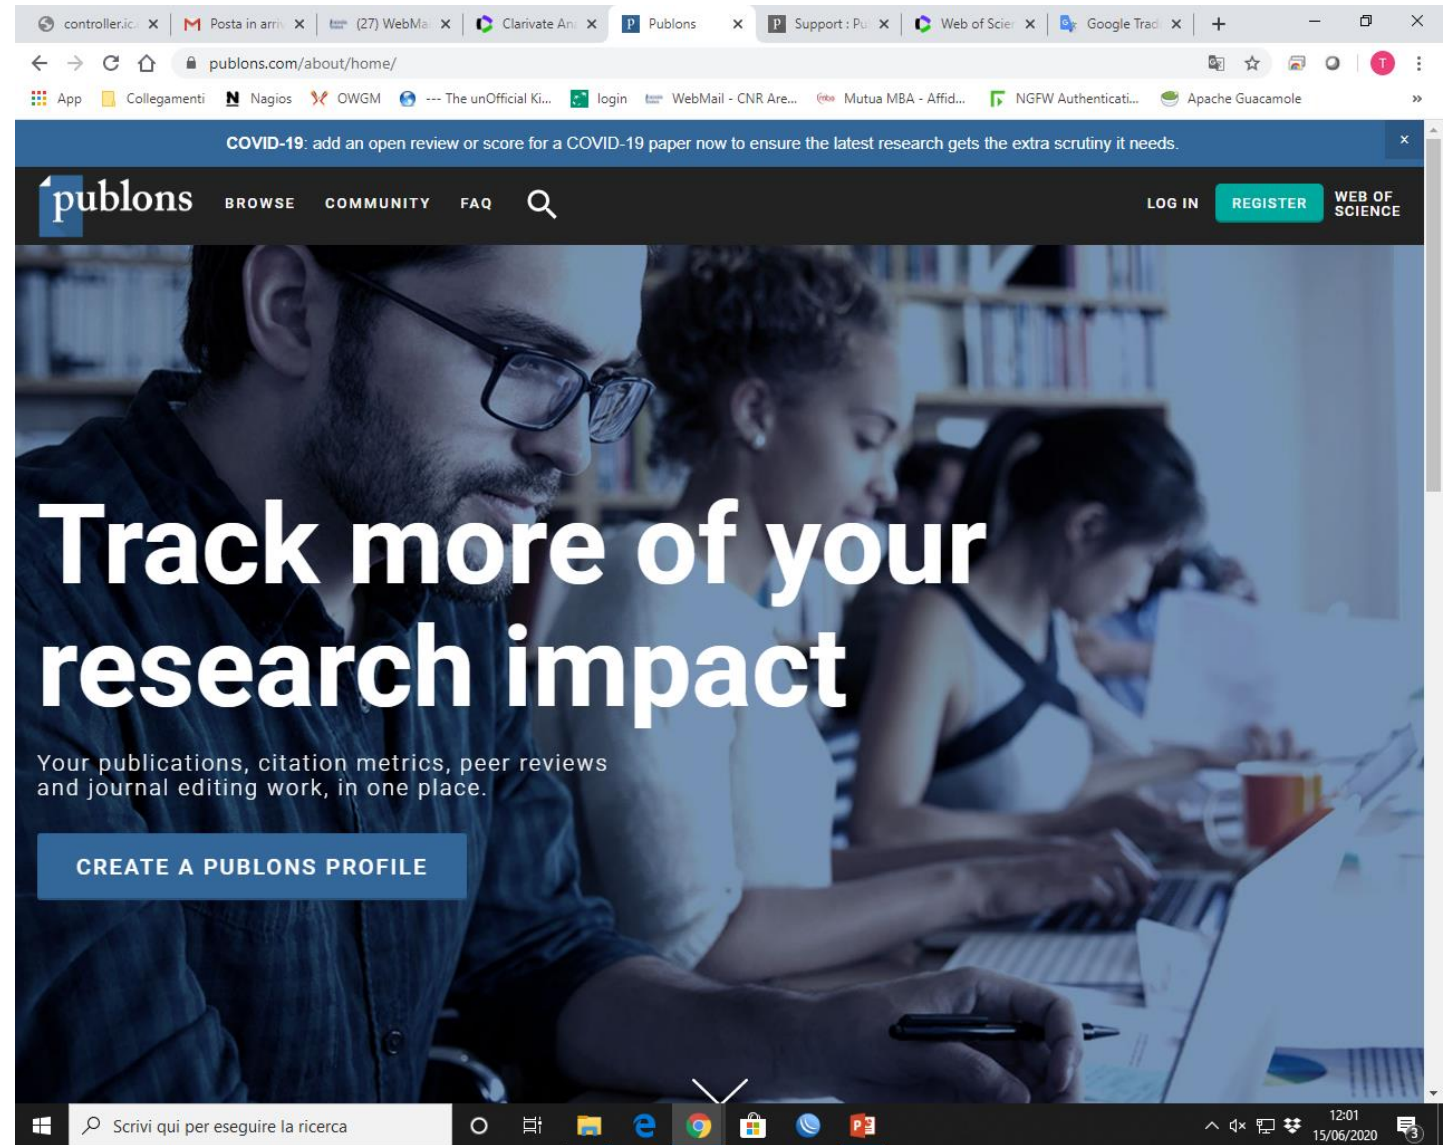 controller.ic.
Posta in arriv
(27) WebMa
Clarivate An
Publons
Support : Pu
Web of Scien
Google Trad
publons.com/about/home/
T
App
Collegamenti
Nagios
OWGM
--- The unOfficial Ki...
login
WebMail - CNR Are...
Mutua MBA - Affid...
NGFW Authenticati...
Apache Guacamole
»
COVID-19: add an open review or score for a COVID-19 paper now to ensure the latest research gets the extra scrutiny it needs.
publons
BROWSE
COMMUNITY
FAQ
LOG IN
REGISTER
WEB OF
SCIENCE
Track more of your
research impact
Your publications, citation metrics, peer reviews
and journal editing work, in one place.
CREATE A PUBLONS PROFILE
Scrivi qui per eseguire la ricerca
12:01
15/06/2020
3